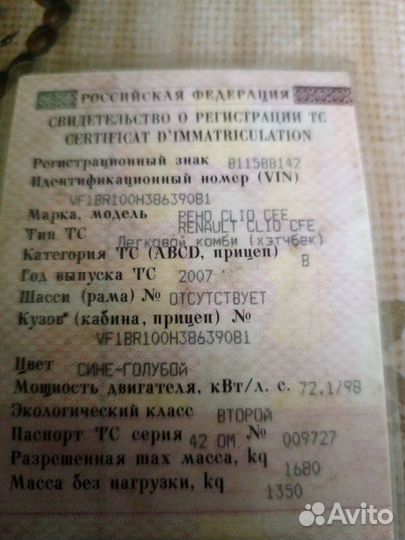 РОССИЙСКАЯ ФЕДЕРАЦИЯ
СВИДЕТЕЛЬСТВО О РЕГИСТРАЦИИ ТС
CERTIFICAT D'IMMATRICULATION
Регистрационный знак В115ВВ142
Идентификационный номер (VIN)
VF1BR100H38639081
Марка, модель РЕНО CLIO CFE
RENAULT CLIO CFE
Тип ТС Легковой комби (хэтчбек)
Категория ТС (ABCD, прицеп) В
Год выпуска ТС 2007
Шасси (рама) № ОТСУТСТВУЕТ
Кузов (кабина, прицеп) №
VF1BR100H38639081
Цвет СИНЕ-ГОЛУБОЙ
Мощность двигателя, кВт/л. с. 72.1/98
Экологический класс ВТОРОЙ
Паспорт ТС серия 42 ОМ № 009727
Разрешенная max масса, kg 1680
Масса без нагрузки, kg 1350
Avito